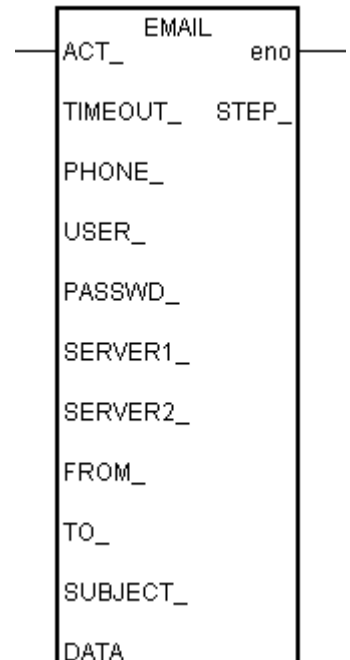 EMAIL
ACT_ eno
TIMEOUT_ STEP_
PHONE_
USER_
PASSWD_
SERVER1_
SERVER2_
FROM_
TO_
SUBJECT_
DATA